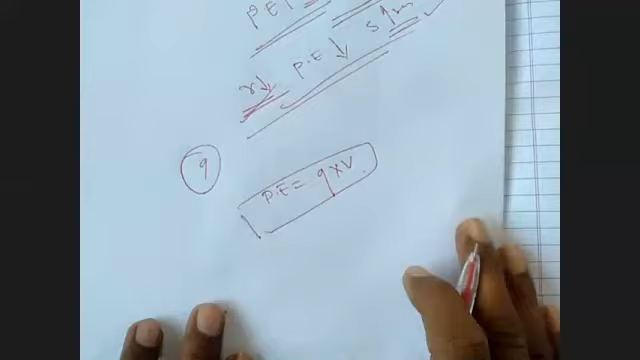 P.E
r↓ P.E ↓ s
9
P.E = q x V